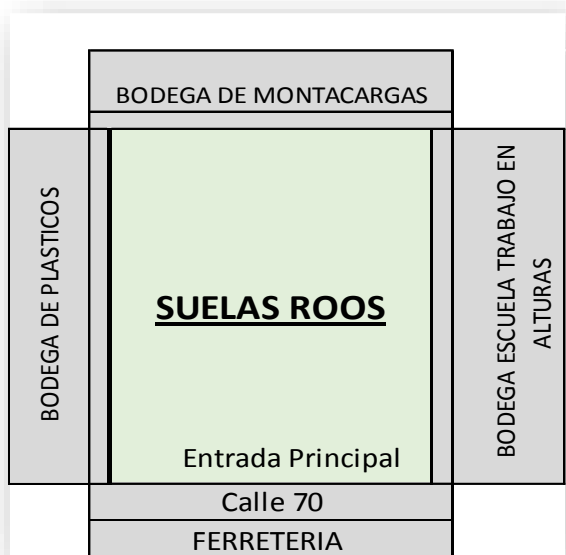 BODEGA DE MONTACARGAS
BODEGA DE PLASTICOS
SUELAS ROOS
BODEGA ESCUELA TRABAJO EN
ALTURAS
Entrada Principal
Calle 70
FERRETERIA